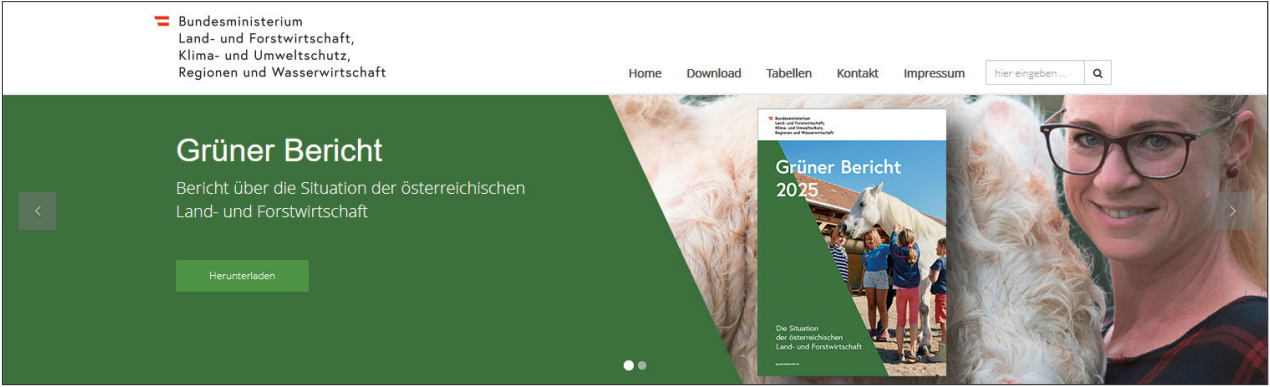 Bundesministerium
Land- und Forstwirtschaft,
Klima- und Umweltschutz,
Regionen und Wasserwirtschaft
Home Download Tabellen Kontakt Impressum hier eingeben ...
Grüner Bericht
Bericht über die Situation der österreichischen
Land- und Forstwirtschaft
Herunterladen
Bundesministerium
Land- und Forstwirtschaft,
Klima- und Umweltschutz,
Regionen und Wasserwirtschaft
Grüner Bericht
2025
Die Situation
der österreichischen
Land- und Forstwirtschaft